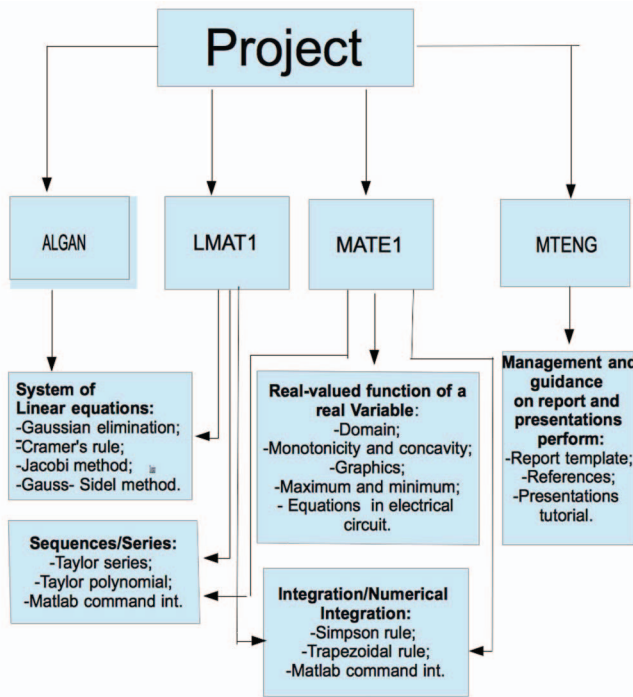 Project
ALGAN
LMAT1
MATE1
MTENG
System of
Linear equations:
-Gaussian elimination;
-Cramer's rule;
-Jacobi method;
-Gauss- Sidel method.
Real-valued function of a
real Variable:
-Domain;
-Monotonicity and concavity;
-Graphics;
-Maximum and minimum;
- Equations in electrical
circuit.
Management and
guidance
on report and
presentations
perform:
-Report template;
-References;
-Presentations
tutorial.
Sequences/Series:
-Taylor series;
-Taylor polynomial;
-Matlab command int.
Integration/Numerical
Integration:
-Simpson rule;
-Trapezoidal rule;
-Matlab command int.